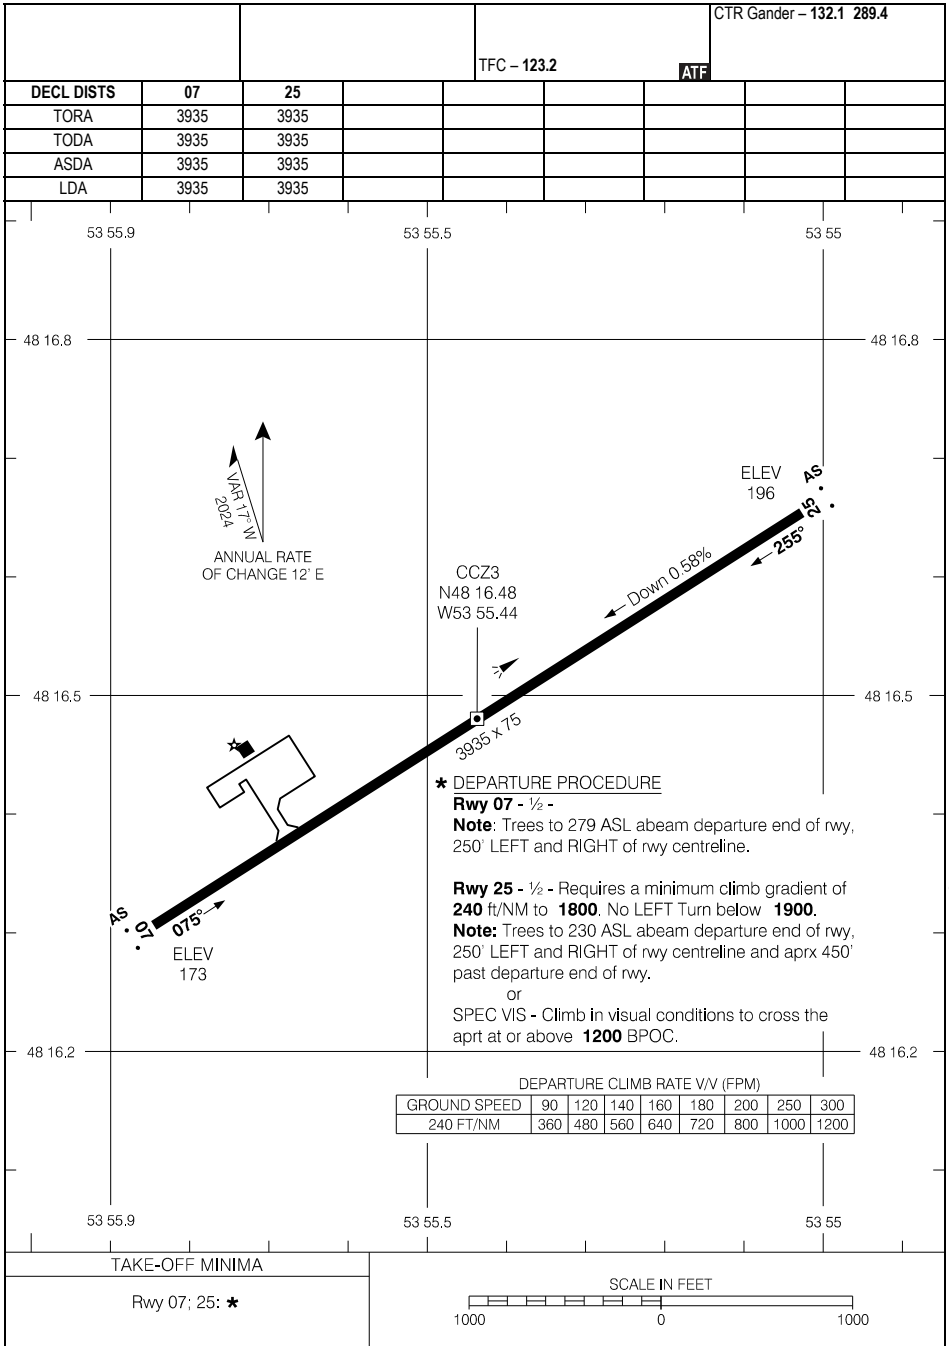 CTR Gander – 132.1 289.4
TFC – 123.2 ATF
DECL DISTS 07 25
TORA 3935 3935
TODA 3935 3935
ASDA 3935 3935
LDA 3935 3935
53 55.9 53 55.5 53 55
48 16.8 48 16.8
VAR 17° W
2024
ANNUAL RATE
OF CHANGE 12' E
ELEV
196
AS
25
255°
Down 0.58%
CCZ3
N48 16.48
W53 55.44
48 16.5 48 16.5
3935 x 75
AS
07
075°
ELEV
173
* DEPARTURE PROCEDURE
Rwy 07 - ½ -
Note: Trees to 279 ASL abeam departure end of rwy,
250' LEFT and RIGHT of rwy centreline.
Rwy 25 - ½ - Requires a minimum climb gradient of
240 ft/NM to 1800. No LEFT Turn below 1900.
Note: Trees to 230 ASL abeam departure end of rwy,
250' LEFT and RIGHT of rwy centreline and aprx 450'
past departure end of rwy.
or
SPEC VIS - Climb in visual conditions to cross the
aprt at or above 1200 BPOC.
48 16.2 48 16.2
DEPARTURE CLIMB RATE V/V (FPM)
GROUND SPEED 90 120 140 160 180 200 250 300
240 FT/NM 360 480 560 640 720 800 1000 1200
53 55.9 53 55.5 53 55
TAKE-OFF MINIMA
Rwy 07; 25: *
SCALE IN FEET
1000 0 1000